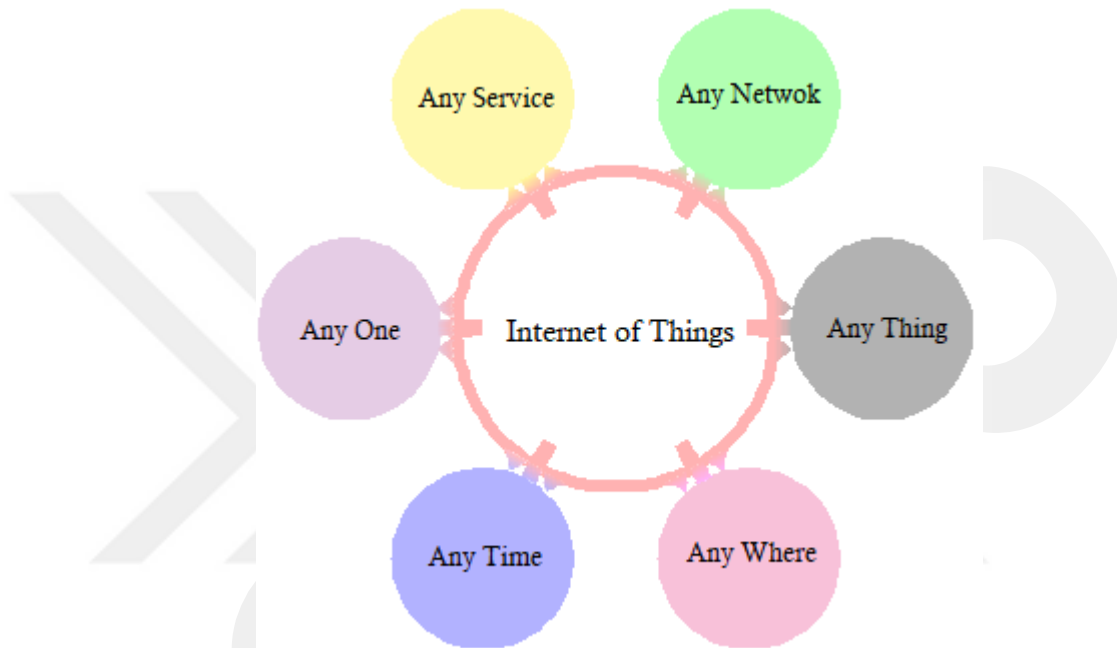 Any Service
Any Netwok
Any One
Internet of Things
Any Thing
Any Time
Any Where